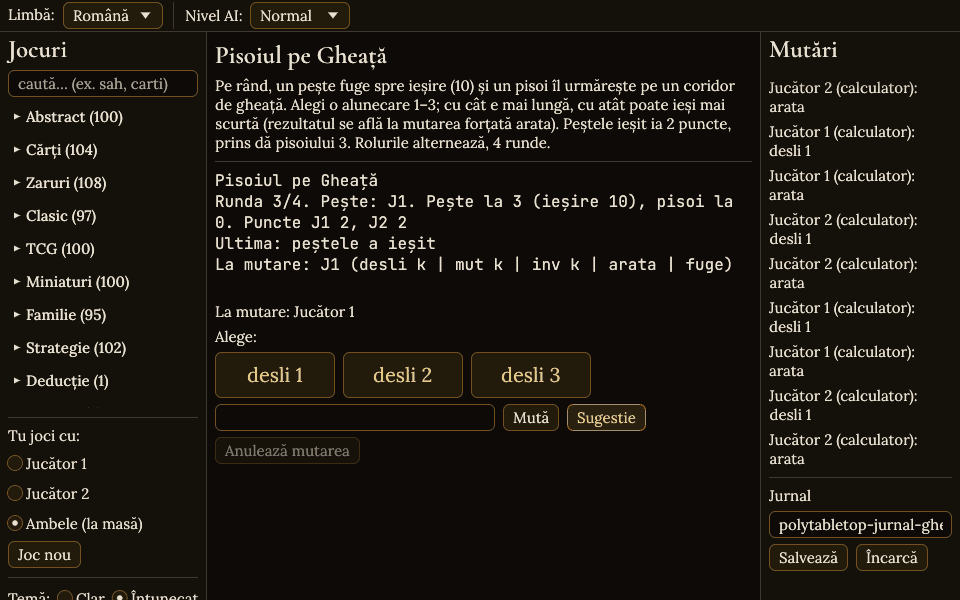 Limbă: Română ▼ Nivel AI: Normal ▼
Jocuri
caută... (ex. sah, carti)
▸ Abstract (100)
▸ Cărți (104)
▸ Zaruri (108)
▸ Clasic (97)
▸ TCG (100)
▸ Miniaturi (100)
▸ Familie (95)
▸ Strategie (102)
▸ Deducție (1)
Tu joci cu:
Jucător 1
Jucător 2
Ambele (la masă)
Joc nou
Temă: Clar Întunecat
Pisoiul pe Gheață
Pe rând, un pește fuge spre ieșire (10) și un pisoi îl urmărește pe un coridor
de gheață. Alegi o alunecare 1–3; cu cât e mai lungă, cu atât poate ieși mai
scurtă (rezultatul se află la mutarea forțată arata). Peștele ieșit ia 2 puncte,
prins dă pisoiului 3. Rolurile alternează, 4 runde.
Pisoiul pe Gheață
Runda 3/4. Pește: J1. Pește la 3 (ieșire 10), pisoi la
0. Puncte J1 2, J2 2
Ultima: peștele a ieșit
La mutare: J1 (desli k | mut k | inv k | arata | fuge)
La mutare: Jucător 1
Alege:
desli 1 desli 2 desli 3
Mută Sugestie
Anulează mutarea
Mutări
Jucător 2 (calculator):
arata
Jucător 1 (calculator):
desli 1
Jucător 1 (calculator):
arata
Jucător 2 (calculator):
desli 1
Jucător 2 (calculator):
arata
Jucător 1 (calculator):
desli 1
Jucător 1 (calculator):
arata
Jucător 2 (calculator):
desli 1
Jucător 2 (calculator):
arata
Jurnal
polytabletop-jurnal-ghe
Salvează Încarcă